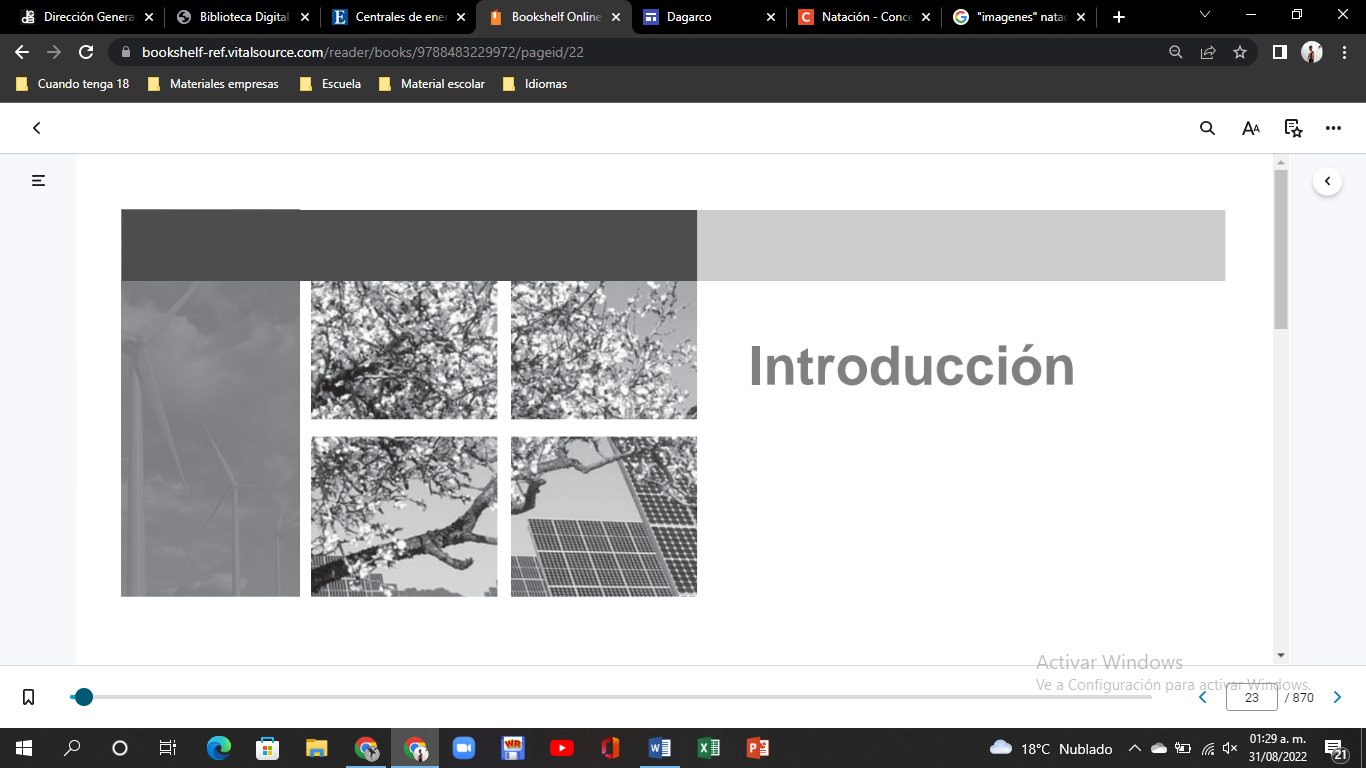 Dirección Genera
Biblioteca Digital
Centrales de ener
Bookshelf Online
Dagarco
Natación - Conce
"imagenes" nata
bookshelf-ref.vitalsource.com/reader/books/9788483229972/pageid/22
Cuando tenga 18
Materiales empresas
Escuela
Material escolar
Idiomas
AA
Introducción
Activar Windows
Ve a Configuración para activar Windows.
23 / 870
18°C Nublado
01:29 a. m.
31/08/2022
21